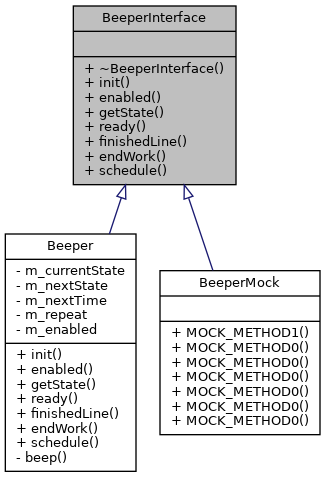 BeeperInterface
+ ~BeeperInterface()
+ init()
+ enabled()
+ getState()
+ ready()
+ finishedLine()
+ endWork()
+ schedule()
Beeper
- m_currentState
- m_nextState
- m_nextTime
- m_repeat
- m_enabled
+ init()
+ enabled()
+ getState()
+ ready()
+ finishedLine()
+ endWork()
+ schedule()
- beep()
BeeperMock
+ MOCK_METHOD1()
+ MOCK_METHOD0()
+ MOCK_METHOD0()
+ MOCK_METHOD0()
+ MOCK_METHOD0()
+ MOCK_METHOD0()
+ MOCK_METHOD0()